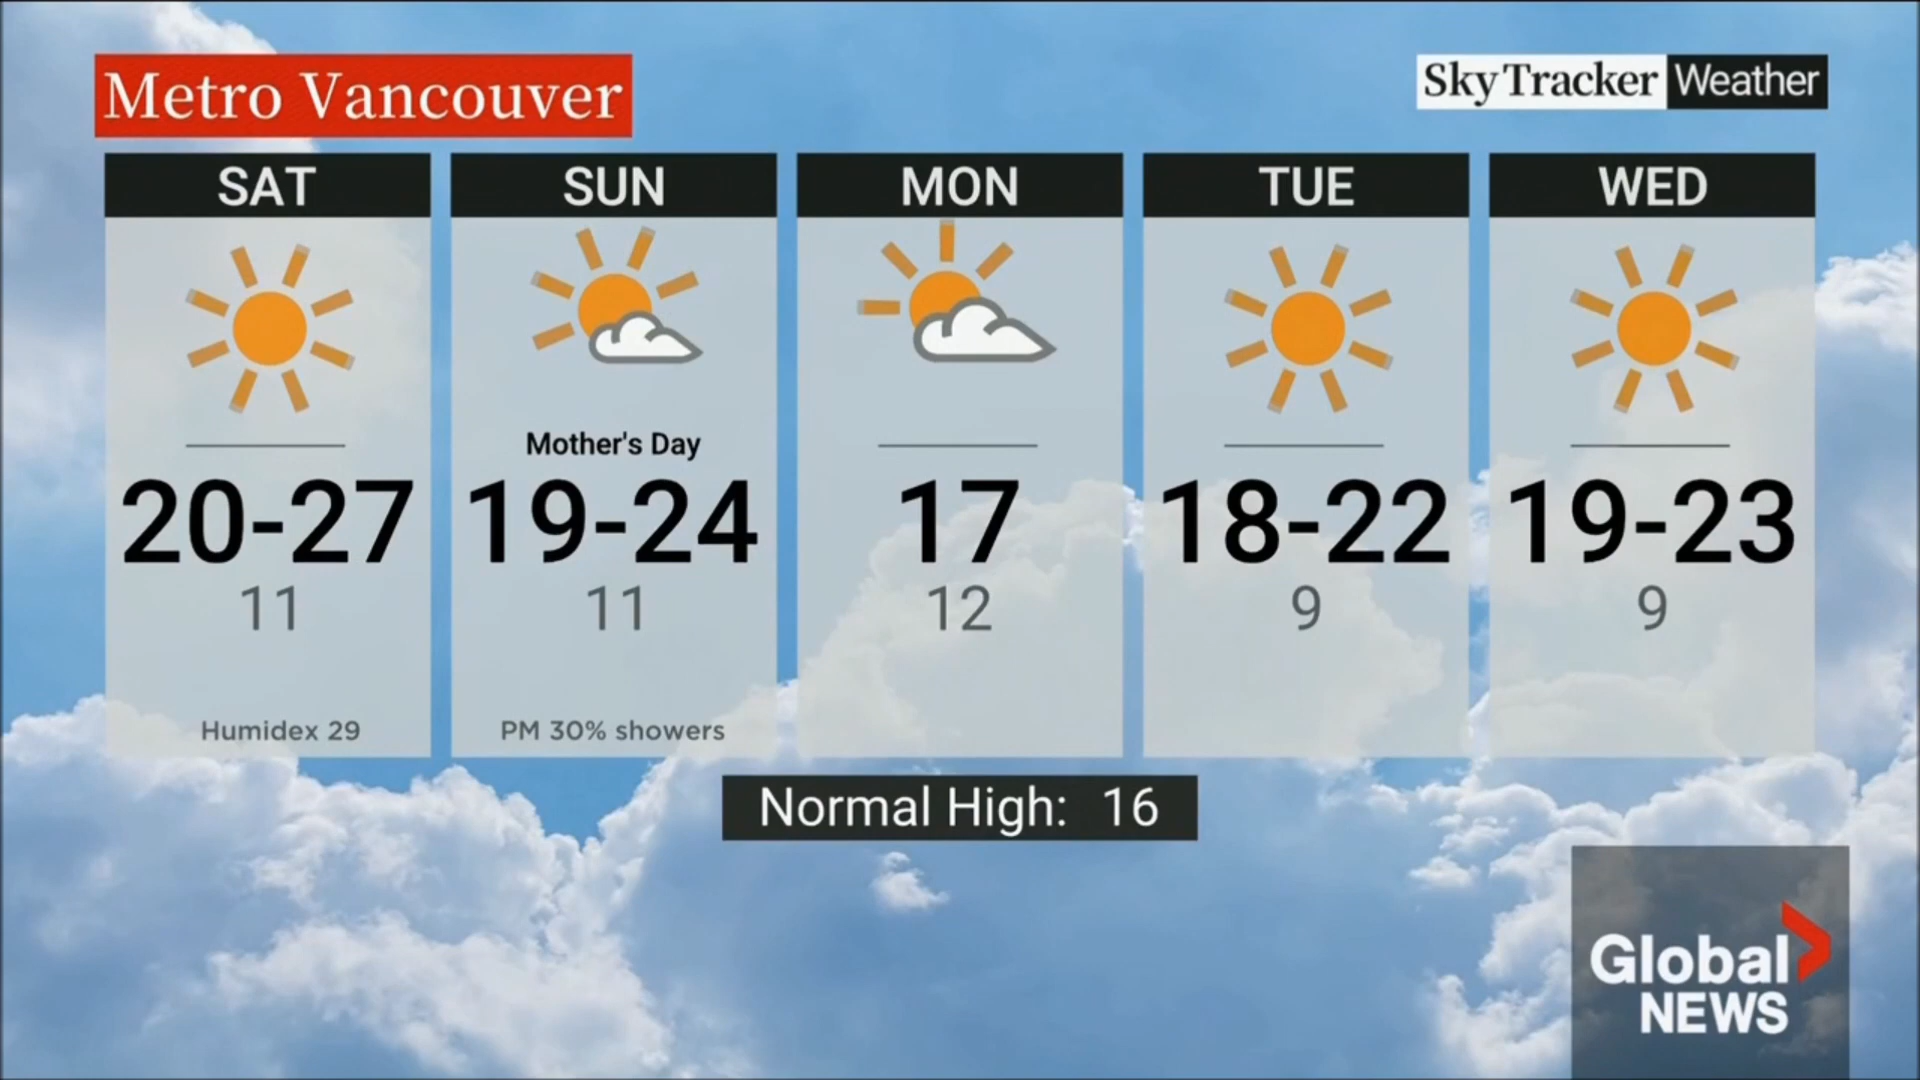 Metro Vancouver
SkyTracker Weather
SAT
20-27
11
Humidex 29
SUN
Mother's Day
19-24
11
PM 30% showers
MON
17
12
TUE
18-22
9
WED
19-23
9
Normal High: 16
Global
NEWS